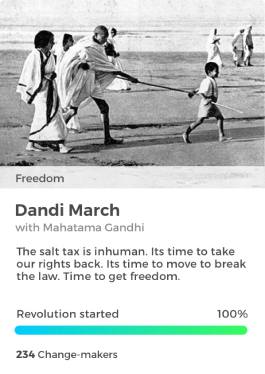 Freedom
Dandi March
with Mahatama Gandhi
The salt tax is inhuman. Its time to take
our rights back. Its time to move to break
the law. Time to get freedom.
Revolution started 100%
234 Change-makers